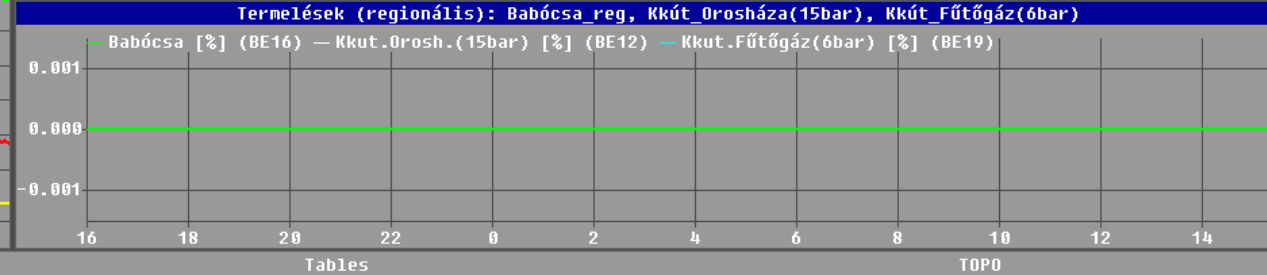 Termelések (regionális): Babócsa_reg, Kkút_Orosháza(15bar), Kkút_Fűtőgáz(6bar)
Babócsa [%] (BE16) Kkut.Orosh.(15bar) [%] (BE12) Kkut.Fűtőgáz(6bar) [%] (BE19)
0.001
0.000
-0.001
16 18 20 22 0 2 4 6 8 10 12 14
Tables TOPO